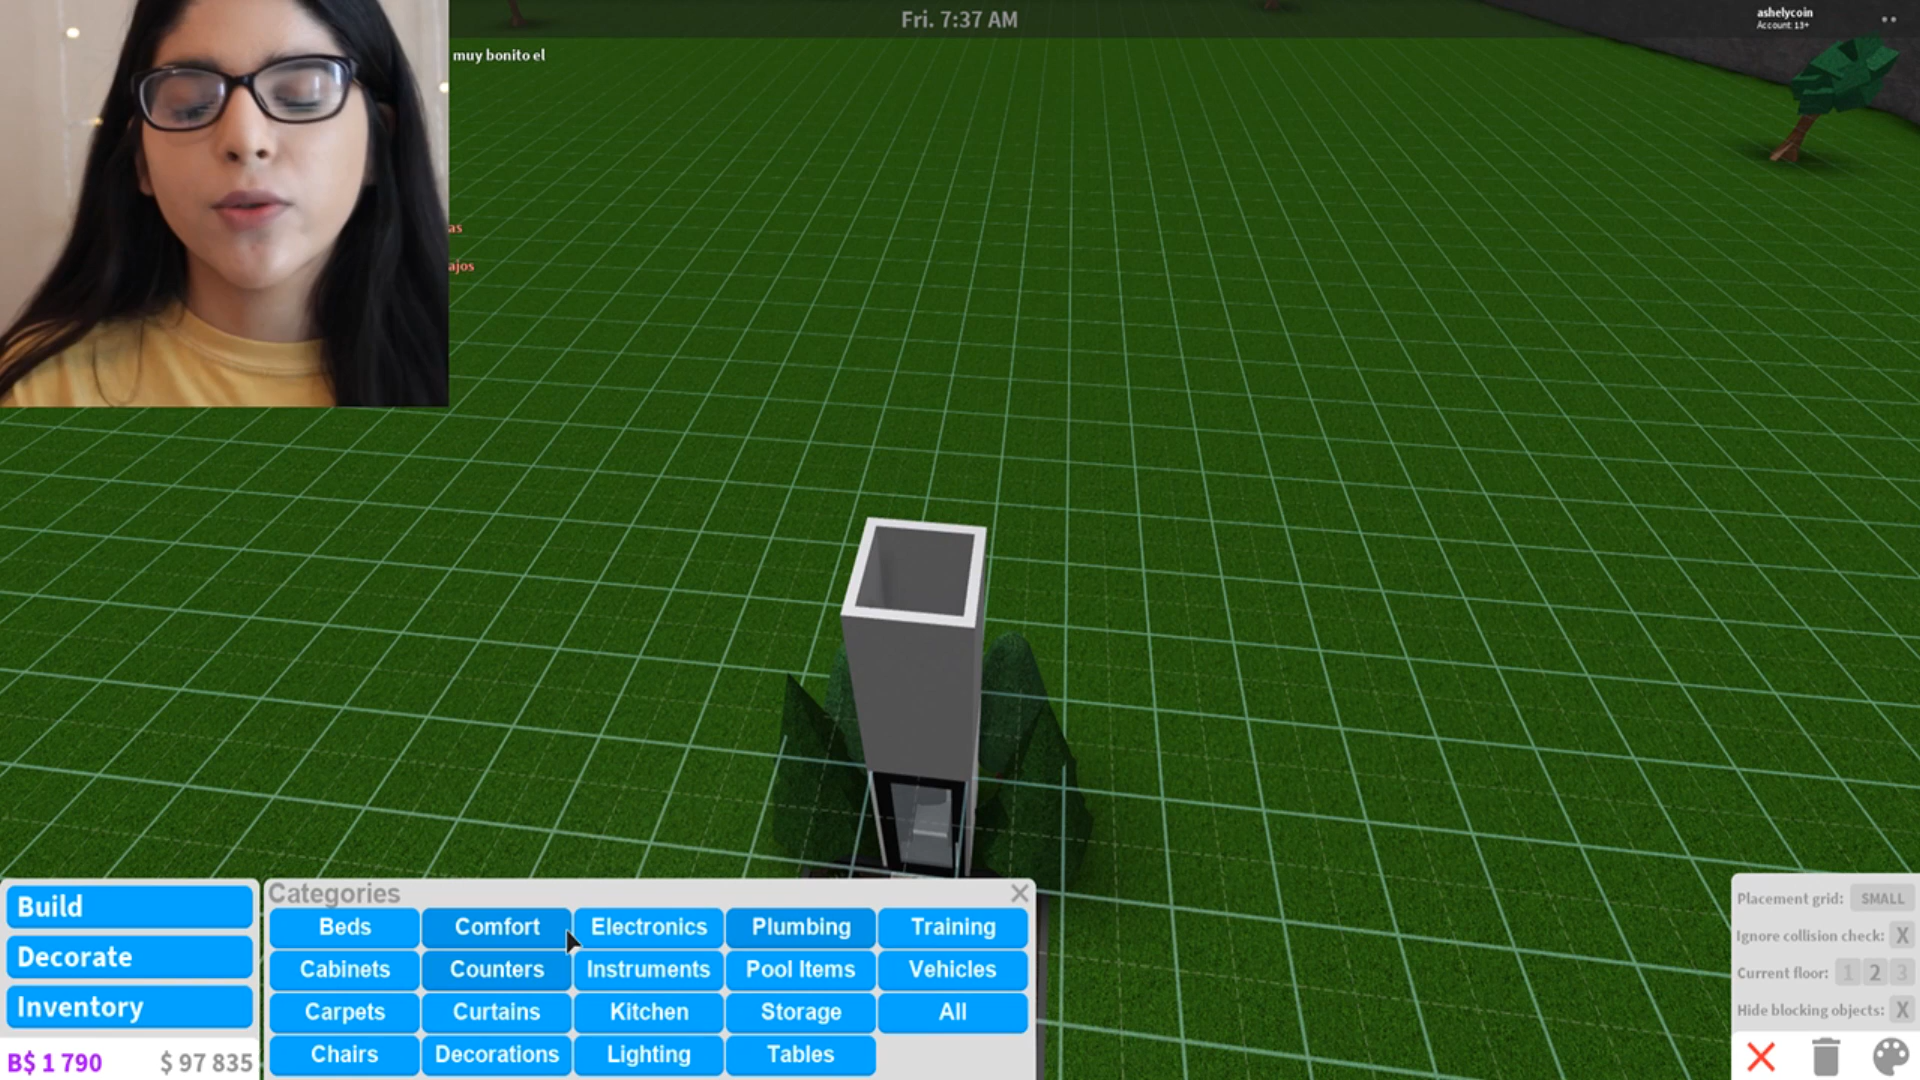 Fri. 7:37 AM
ashelycoin
Account: 13+
muy bonito el
as
ajos
Build
Decorate
Inventory
B$ 1 790
$ 97 835
Categories
Beds
Comfort
Electronics
Plumbing
Training
Cabinets
Counters
Instruments
Pool Items
Vehicles
Carpets
Curtains
Kitchen
Storage
All
Chairs
Decorations
Lighting
Tables
Placement grid: SMALL
Ignore collision check: X
Current floor: 1 2 3
Hide blocking objects: X